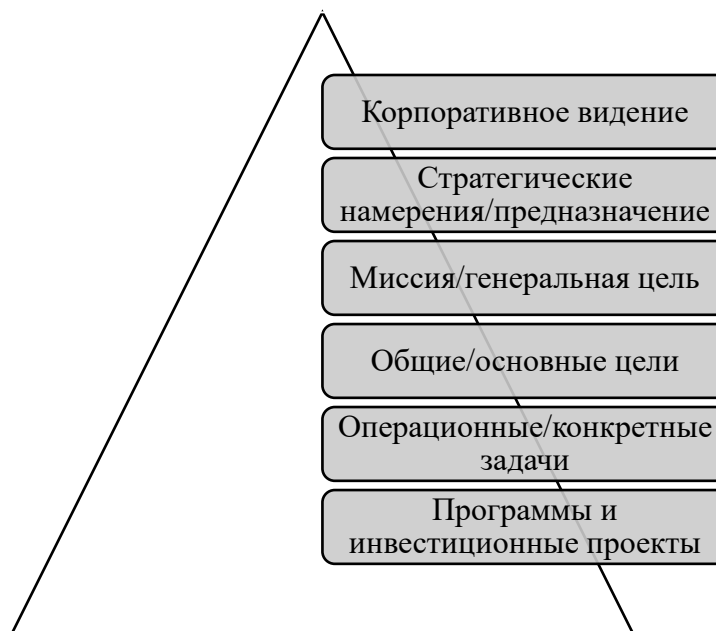 Корпоративное видение
Стратегические
намерения/предназначение
Миссия/генеральная цель
Общие/основные цели
Операционные/конкретные
задачи
Программы и
инвестиционные проекты